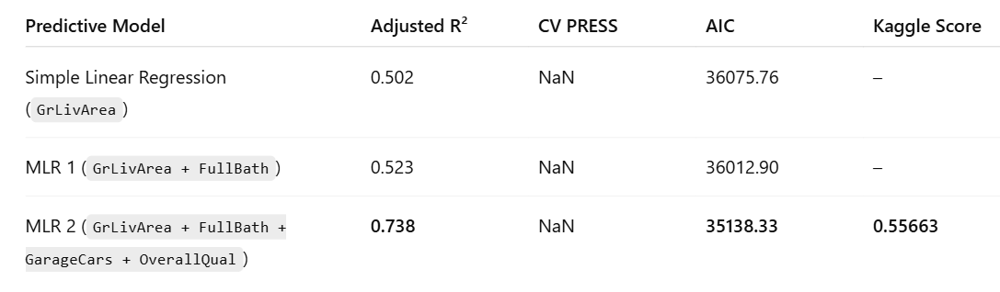 Predictive Model Adjusted R² CV PRESS AIC Kaggle Score
Simple Linear Regression 0.502 NaN 36075.76 –
(GrLivArea)
MLR 1 (GrLivArea + FullBath) 0.523 NaN 36012.90 –
MLR 2 (GrLivArea + FullBath + 0.738 NaN 35138.33 0.55663
GarageCars + OverallQual)